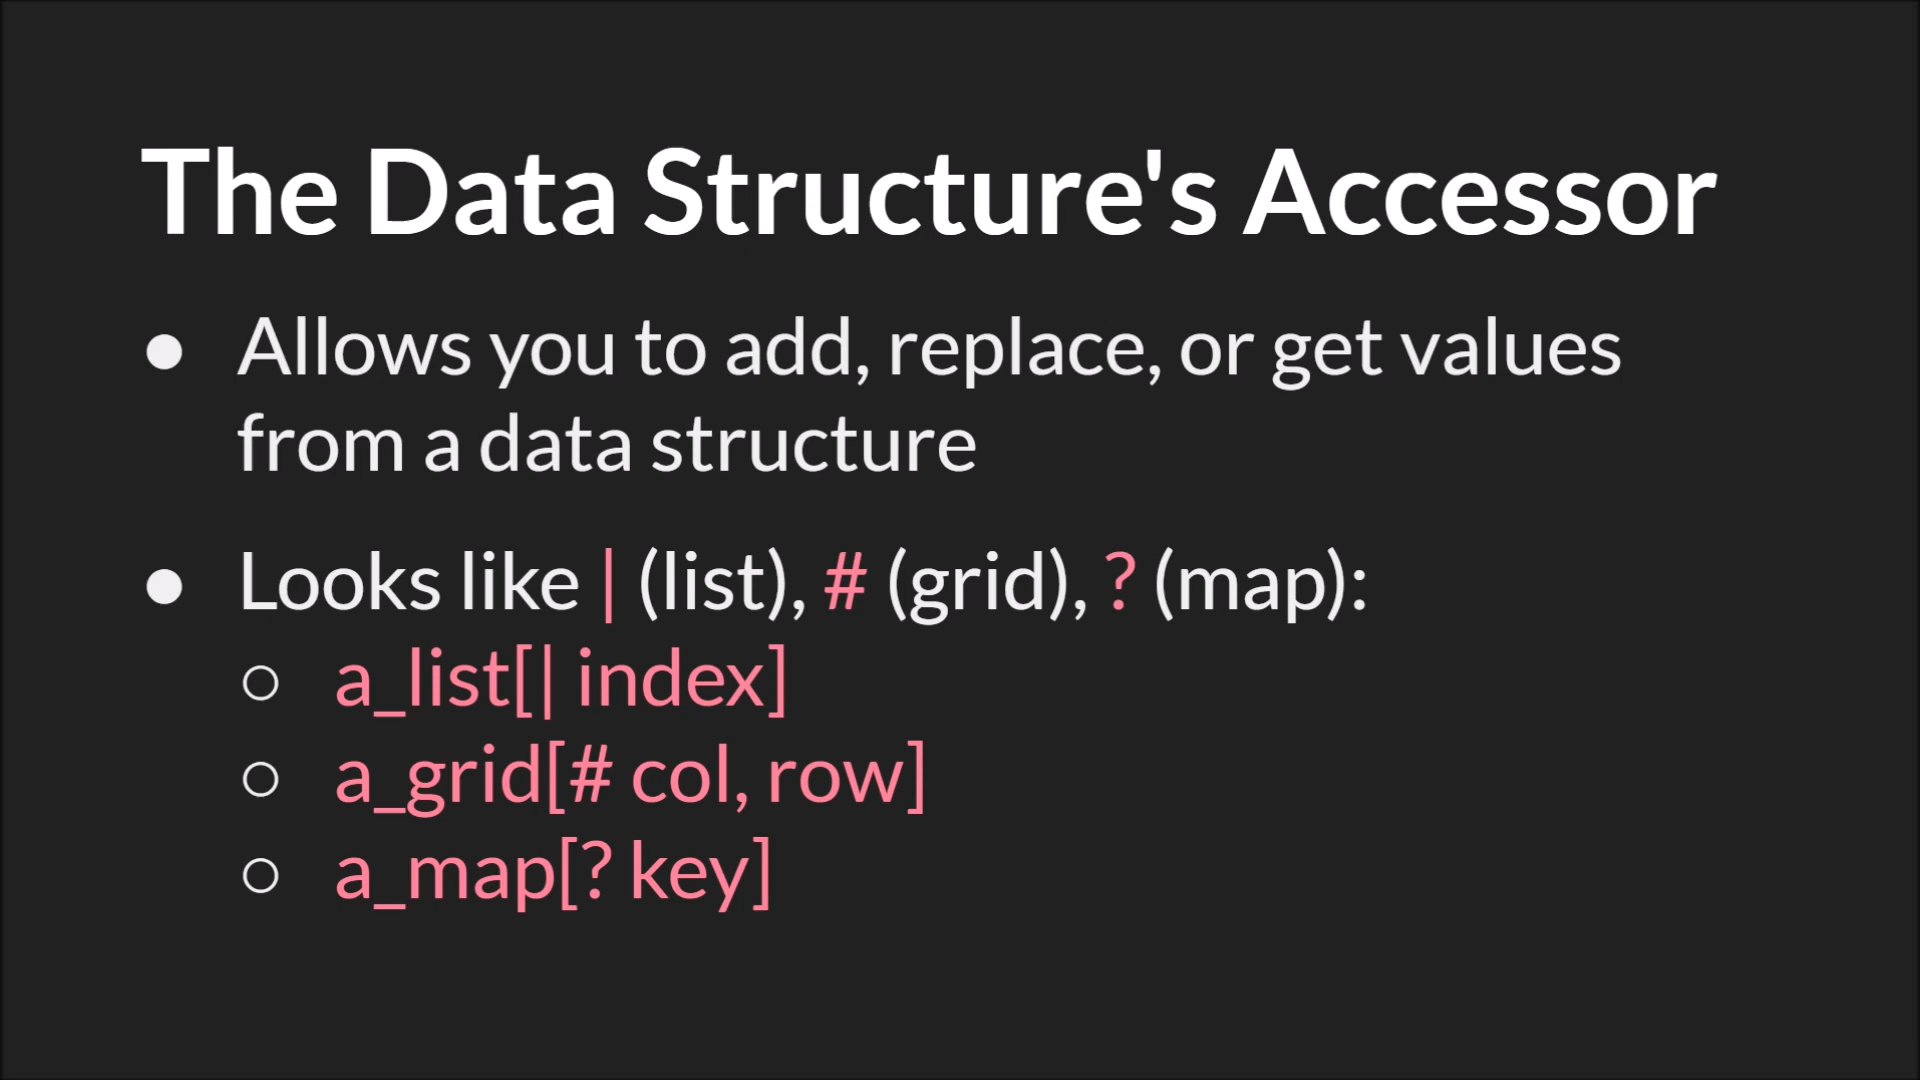 The Data Structure's Accessor
● Allows you to add, replace, or get values
from a data structure
● Looks like | (list), # (grid), ? (map):
○ a_list[| index]
○ a_grid[# col, row]
○ a_map[? key]